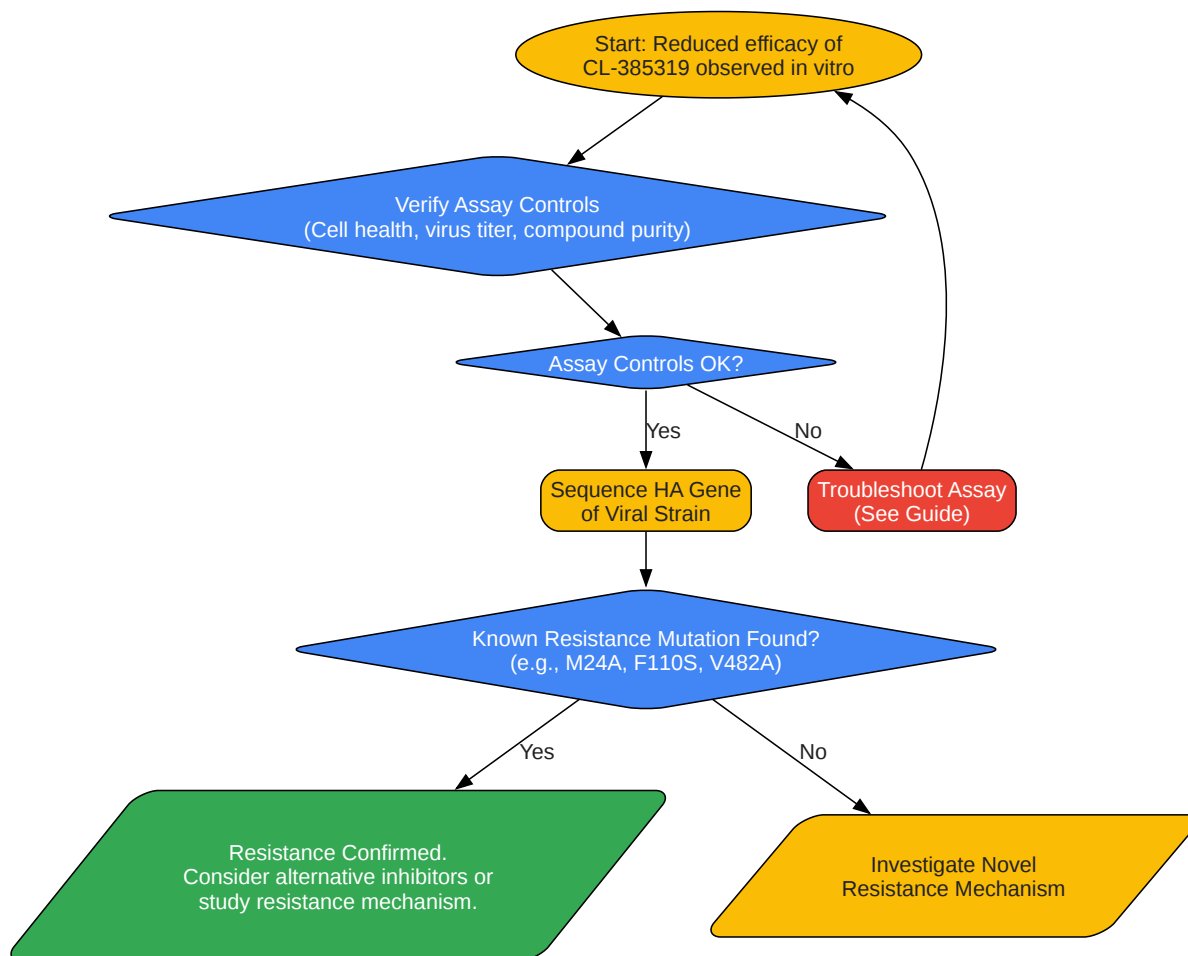 Start: Reduced efficacy of
CL-385319 observed in vitro
Verify Assay Controls
(Cell health, virus titer, compound purity)
Assay Controls OK?
Yes
No
Sequence HA Gene
of Viral Strain
Troubleshoot Assay
(See Guide)
Known Resistance Mutation Found?
(e.g., M24A, F110S, V482A)
Yes
No
Resistance Confirmed.
Consider alternative inhibitors or
study resistance mechanism.
Investigate Novel
Resistance Mechanism